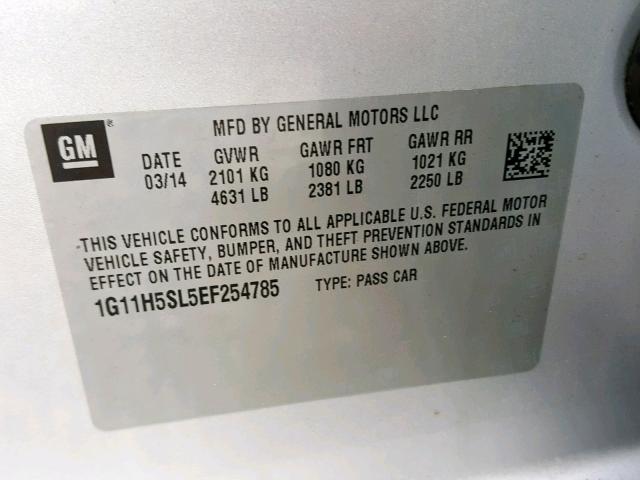 GM®
MFD BY GENERAL MOTORS LLC
DATE GVWR GAWR FRT GAWR RR
03/14 2101 KG 1080 KG 1021 KG
4631 LB 2381 LB 2250 LB
THIS VEHICLE CONFORMS TO ALL APPLICABLE U.S. FEDERAL MOTOR
VEHICLE SAFETY, BUMPER, AND THEFT PREVENTION STANDARDS IN
EFFECT ON THE DATE OF MANUFACTURE SHOWN ABOVE.
1G11H5SL5EF254785 TYPE: PASS CAR